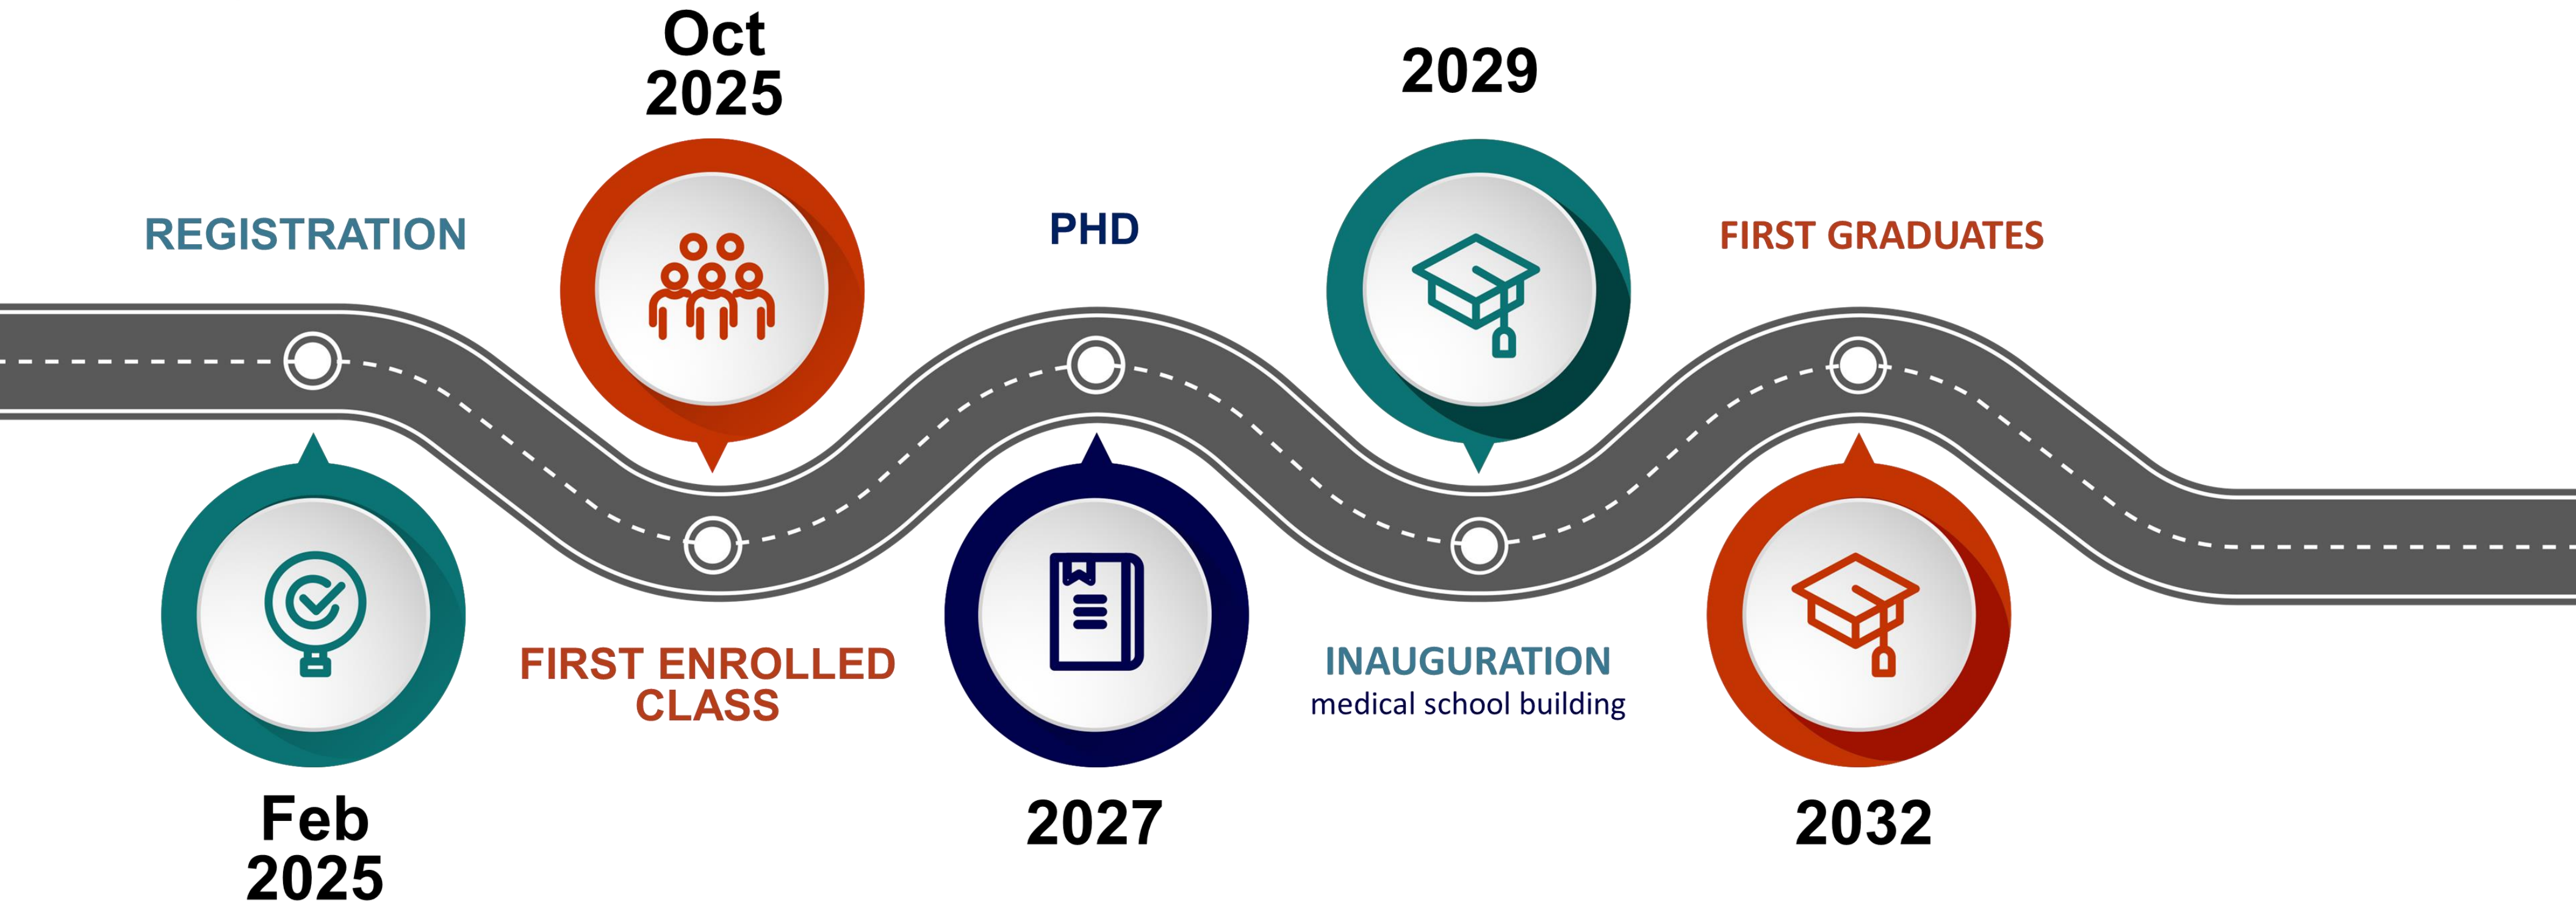 Oct
2025
2029
REGISTRATION
PHD
FIRST GRADUATES
FIRST ENROLLED
CLASS
INAUGURATION
medical school building
Feb
2025
2027
2032